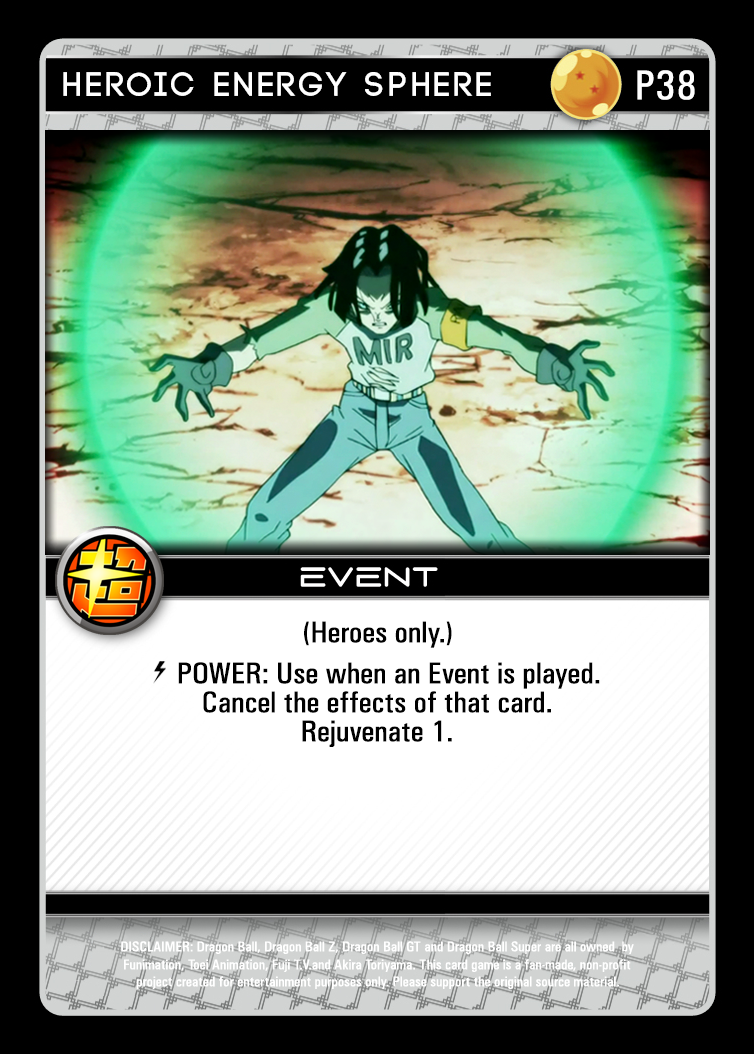 HEROIC ENERGY SPHERE P38
MIR
R
超
EVENT
(Heroes only.)
POWER: Use when an Event is played.
Cancel the effects of that card.
Rejuvenate 1.
DISCLAIMER: Dragon Ball, Dragon Ball Z, Dragon Ball GT and Dragon Ball Super are all owned by
Funimation, Toei Animation, Fuji T.V.and Akira Toriyama. This card game is a fan-made, non-profit
project created for entertainment purposes only. Please support the original source material.